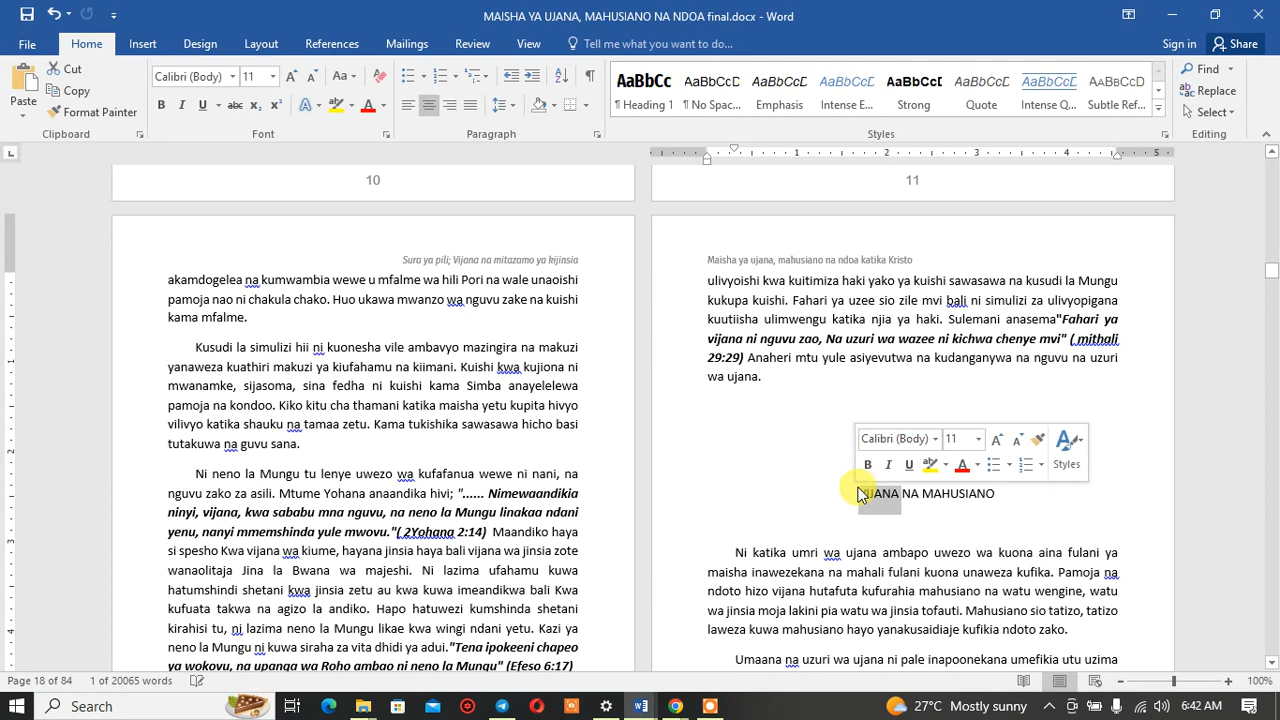 MAISHA YA UJANA, MAHUSIANO NA NDOA final.docx - Word
File Home Insert Design Layout References Mailings Review View Tell me what you want to do... Sign in Share
Paste Cut Copy Format Painter
Calibri (Body) 11
AaBbCc AaBbCcD AaBbCcD AaBbCcD AaBbCcD AaBbCcD AaBbCcD AaBbCcD
¶ Heading 1 ¶ No Spac... Emphasis Intense E... Strong Quote Intense Q... Subtle Ref...
Find Replace Select
Clipboard Font Paragraph Styles Editing
1 2 3 4 5
10
Sura ya pili; Vijana na mitazamo ya kijinsia
akamdogelea na kumwambia wewe u mfalme wa hili Pori na wale unaoishi
pamoja nao ni chakula chako. Huo ukawa mwanzo wa nguvu zake na kuishi
kama mfalme.
Kusudi la simulizi hii ni kuonesha vile ambavyo mazingira na makuzi
yanaweza kuathiri makuzi ya kiufahamu na kiimani. Kuishi kwa kujiona ni
mwanamke, sijasoma, sina fedha ni kuishi kama Simba anayelelewa
pamoja na kondoo. Kiko kitu cha thamani katika maisha yetu kupita hivyo
vilivyo katika shauku na tamaa zetu. Kama tukishika sawasawa hicho basi
tutakuwa na guvu sana.
Ni neno la Mungu tu lenye uwezo wa kufafanua wewe ni nani, na
nguvu zako za asili. Mtume Yohana anaandika hivi; "...... Nimewaandikia
ninyi, vijana, kwa sababu mna nguvu, na neno la Mungu linakaa ndani
yenu, nanyi mmemshinda yule mwovu."( 2Yohana 2:14) Maandiko haya
si spesho Kwa vijana wa kiume, hayana jinsia haya bali vijana wa jinsia zote
wanaolitaja Jina la Bwana wa majeshi. Ni lazima ufahamu kuwa
hatumshindi shetani kwa jinsia zetu au kwa kuwa imeandikwa bali Kwa
kufuata takwa na agizo la andiko. Hapo hatuwezi kumshinda shetani
kirahisi tu, ni lazima neno la Mungu likae kwa wingi ndani yetu. Kazi ya
neno la Mungu ni kuwa siraha za vita dhidi ya adui."Tena ipokeeni chapeo
ya wokovu, na upanga wa Roho ambao ni neno la Mungu" (Efeso 6:17)
11
Maisha ya ujana, mahusiano na ndoa katika Kristo
ulivyoishi kwa kuitimiza haki yako ya kuishi sawasawa na kusudi la Mungu
kukupa kuishi. Fahari ya uzee sio zile mvi bali ni simulizi za ulivyopigana
kuutiisha ulimwengu katika njia ya haki. Sulemani anasema"Fahari ya
vijana ni nguvu zao, Na uzuri wa wazee ni kichwa chenye mvi" ( mithali
29:29) Anaheri mtu yule asiyevutwa na kudanganywa na nguvu na uzuri
wa ujana.
Calibri (Body) 11
Styles
UJANA NA MAHUSIANO
Ni katika umri wa ujana ambapo uwezo wa kuona aina fulani ya
maisha inawezekana na mahali fulani kuona unaweza kufika. Pamoja na
ndoto hizo vijana hutafuta kufurahia mahusiano na watu wengine, watu
wa jinsia moja lakini pia watu wa jinsia tofauti. Mahusiano sio tatizo, tatizo
laweza kuwa mahusiano hayo yanakusaidiaje kufikia ndoto zako.
Umaana na uzuri wa ujana ni pale inapoonekana umefikia utu uzima
Page 18 of 84 1 of 20065 words 100%
Search 27°C Mostly sunny 6:42 AM